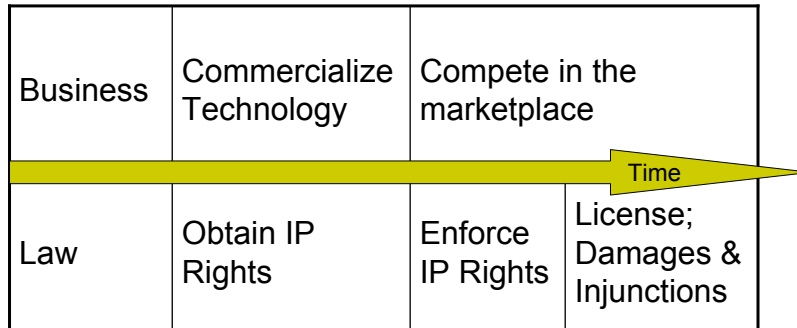 Business
Commercialize
Technology
Compete in the
marketplace
Time
Law
Obtain IP
Rights
Enforce
IP Rights
License;
Damages &
Injunctions